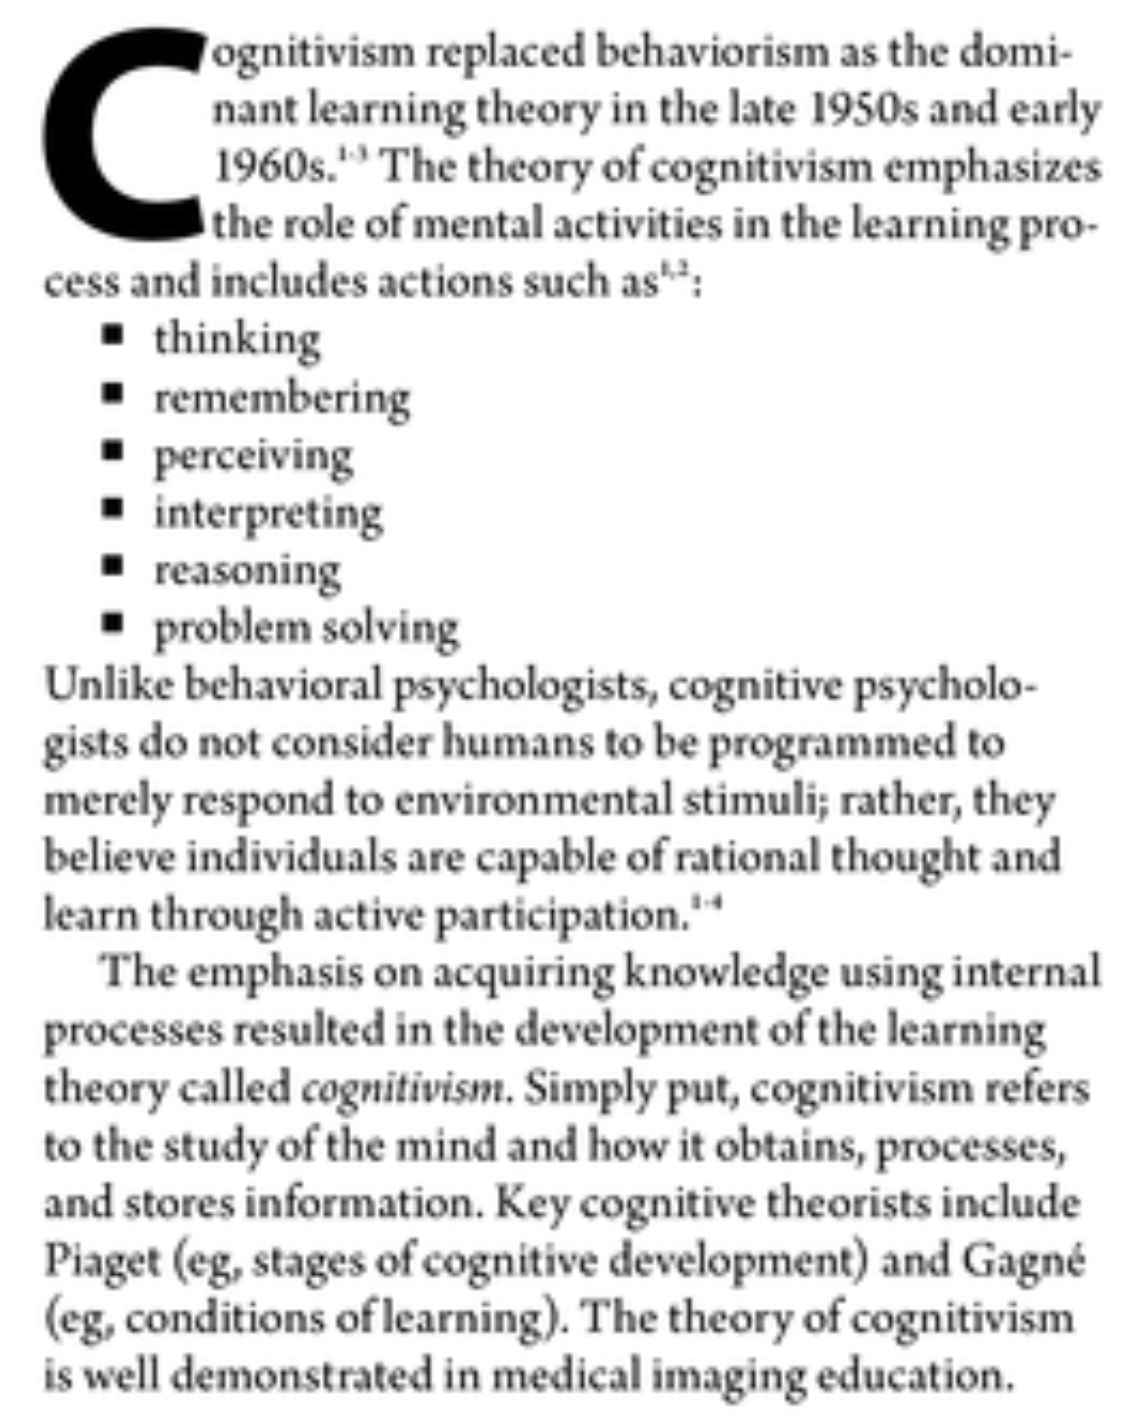 Cognitivism replaced behaviorism as the domi-
nant learning theory in the late 1950s and early
1960s.1-3 The theory of cognitivism emphasizes
the role of mental activities in the learning pro-
cess and includes actions such as1,2:
■ thinking
■ remembering
■ perceiving
■ interpreting
■ reasoning
■ problem solving
Unlike behavioral psychologists, cognitive psycholo-
gists do not consider humans to be programmed to
merely respond to environmental stimuli; rather, they
believe individuals are capable of rational thought and
learn through active participation.1-4
The emphasis on acquiring knowledge using internal
processes resulted in the development of the learning
theory called cognitivism. Simply put, cognitivism refers
to the study of the mind and how it obtains, processes,
and stores information. Key cognitive theorists include
Piaget (eg, stages of cognitive development) and Gagné
(eg, conditions of learning). The theory of cognitivism
is well demonstrated in medical imaging education.